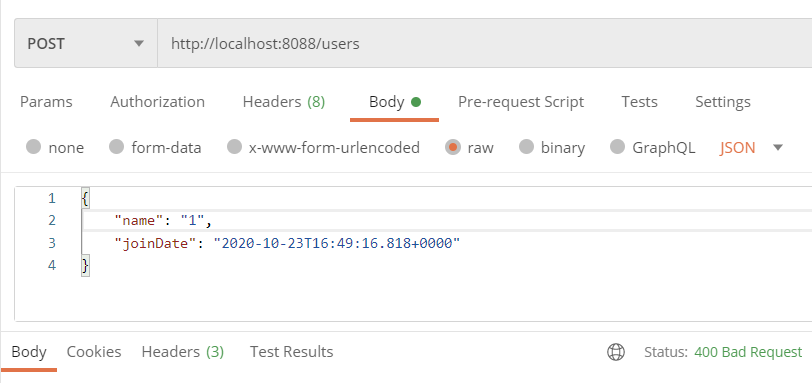 POST http://localhost:8088/users
Params Authorization Headers (8) Body Pre-request Script Tests Settings
none form-data x-www-form-urlencoded raw binary GraphQL JSON
1 {
2 "name": "1",
3 "joinDate": "2020-10-23T16:49:16.818+0000"
4 }
Body Cookies Headers (3) Test Results Status: 400 Bad Request